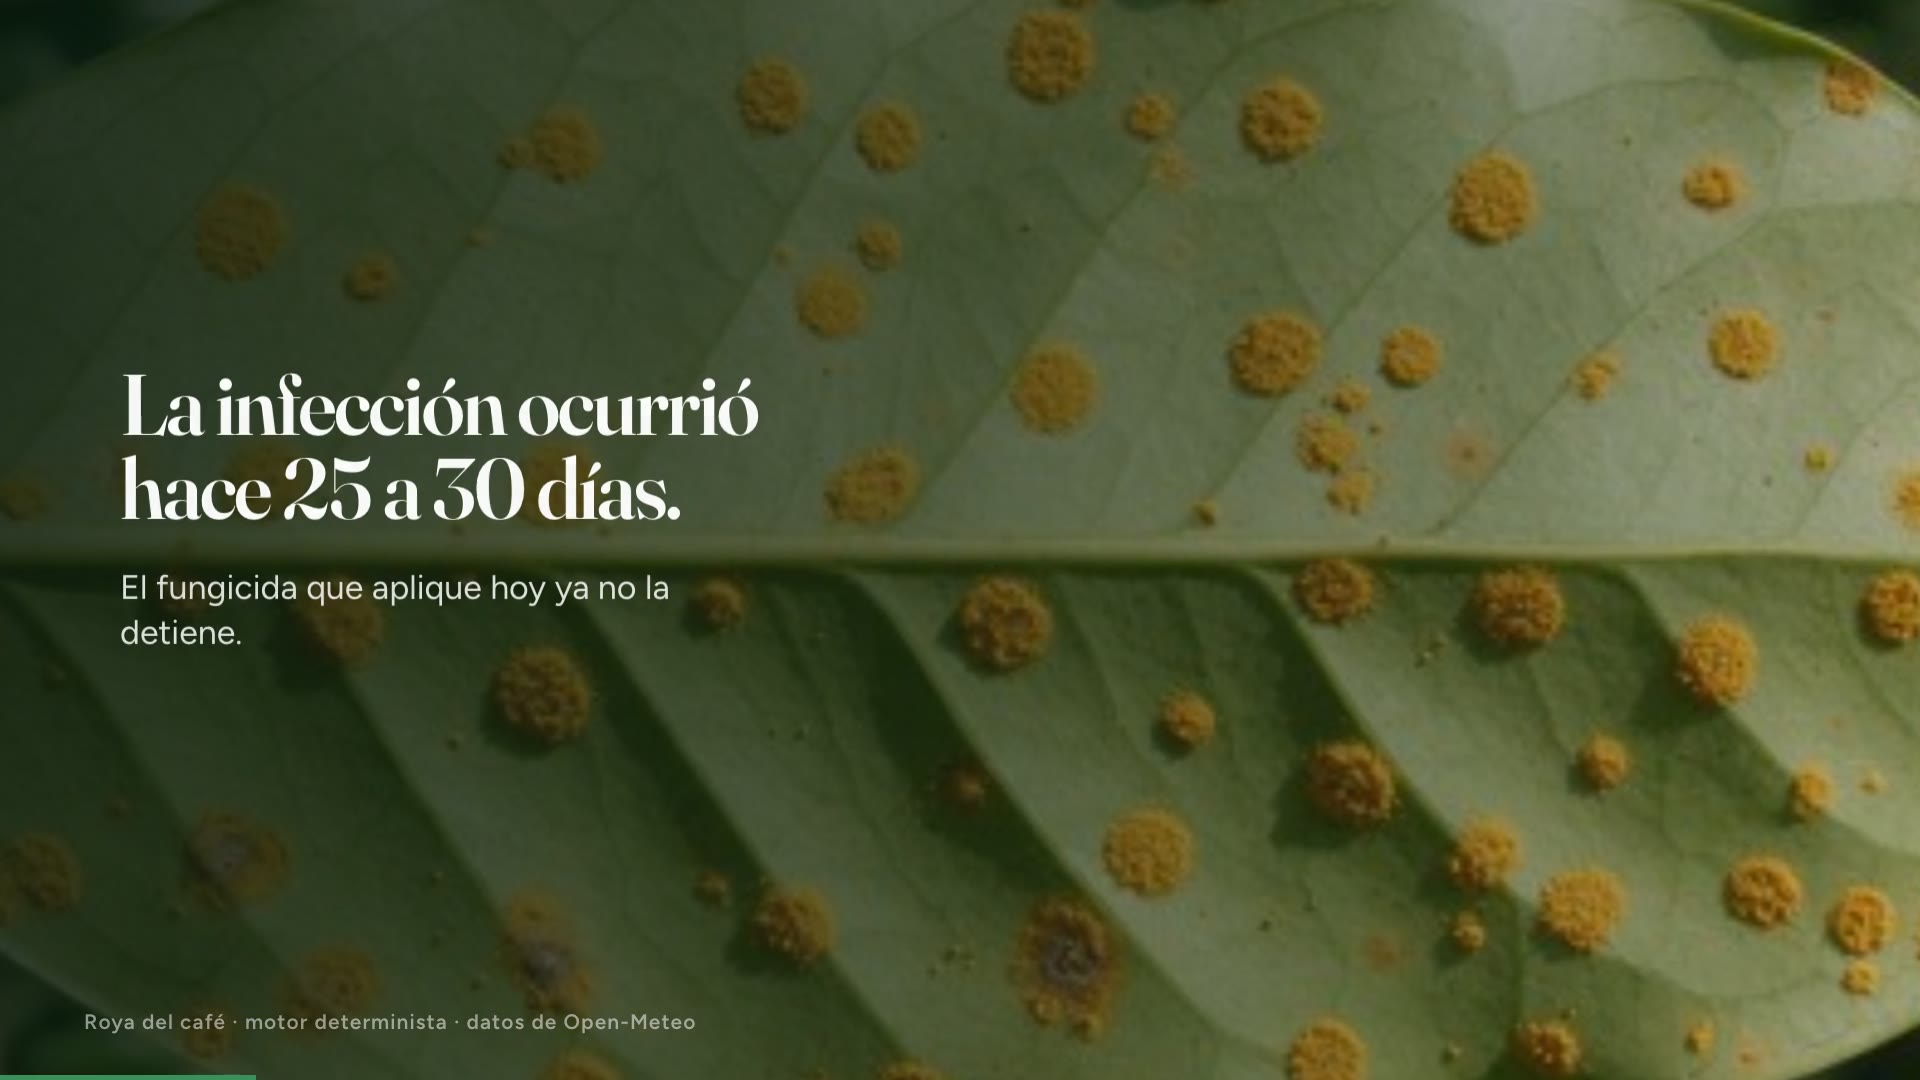 La infección ocurrió
hace 25 a 30 días.
El fungicida que aplique hoy ya no la
detiene.
Roya del café · motor determinista · datos de Open-Meteo